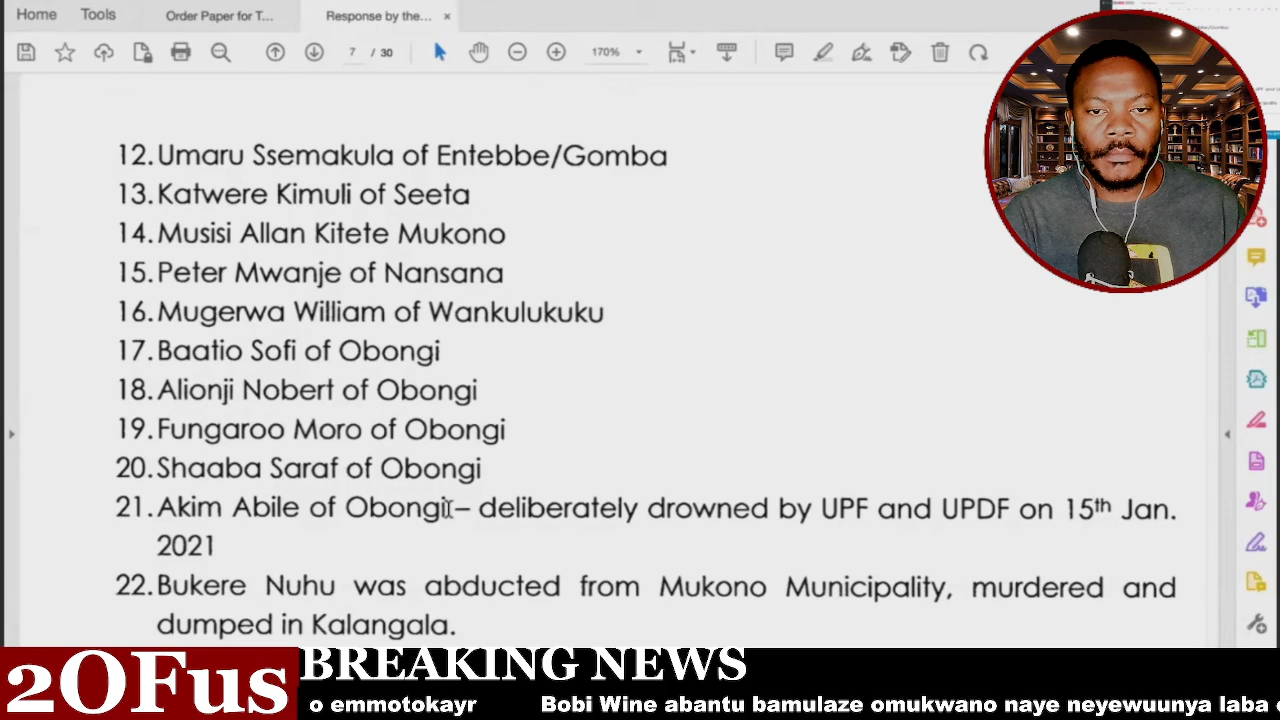 Home Tools Order Paper for T... Response by the... ×
7 / 30 170%
12. Umaru Ssemakula of Entebbe/Gomba
13. Katwere Kimuli of Seeta
14. Musisi Allan Kitete Mukono
15. Peter Mwanje of Nansana
16. Mugerwa William of Wankulukuku
17. Baatio Sofi of Obongi
18. Alionji Nobert of Obongi
19. Fungaroo Moro of Obongi
20. Shaaba Saraf of Obongi
21. Akim Abile of Obongi– deliberately drowned by UPF and UPDF on 15th Jan.
2021
22. Bukere Nuhu was abducted from Mukono Municipality, murdered and
dumped in Kalangala.
2OFus BREAKING NEWS
o emmotokayr Bobi Wine abantu bamulaze omukwano naye neyewuunya laba